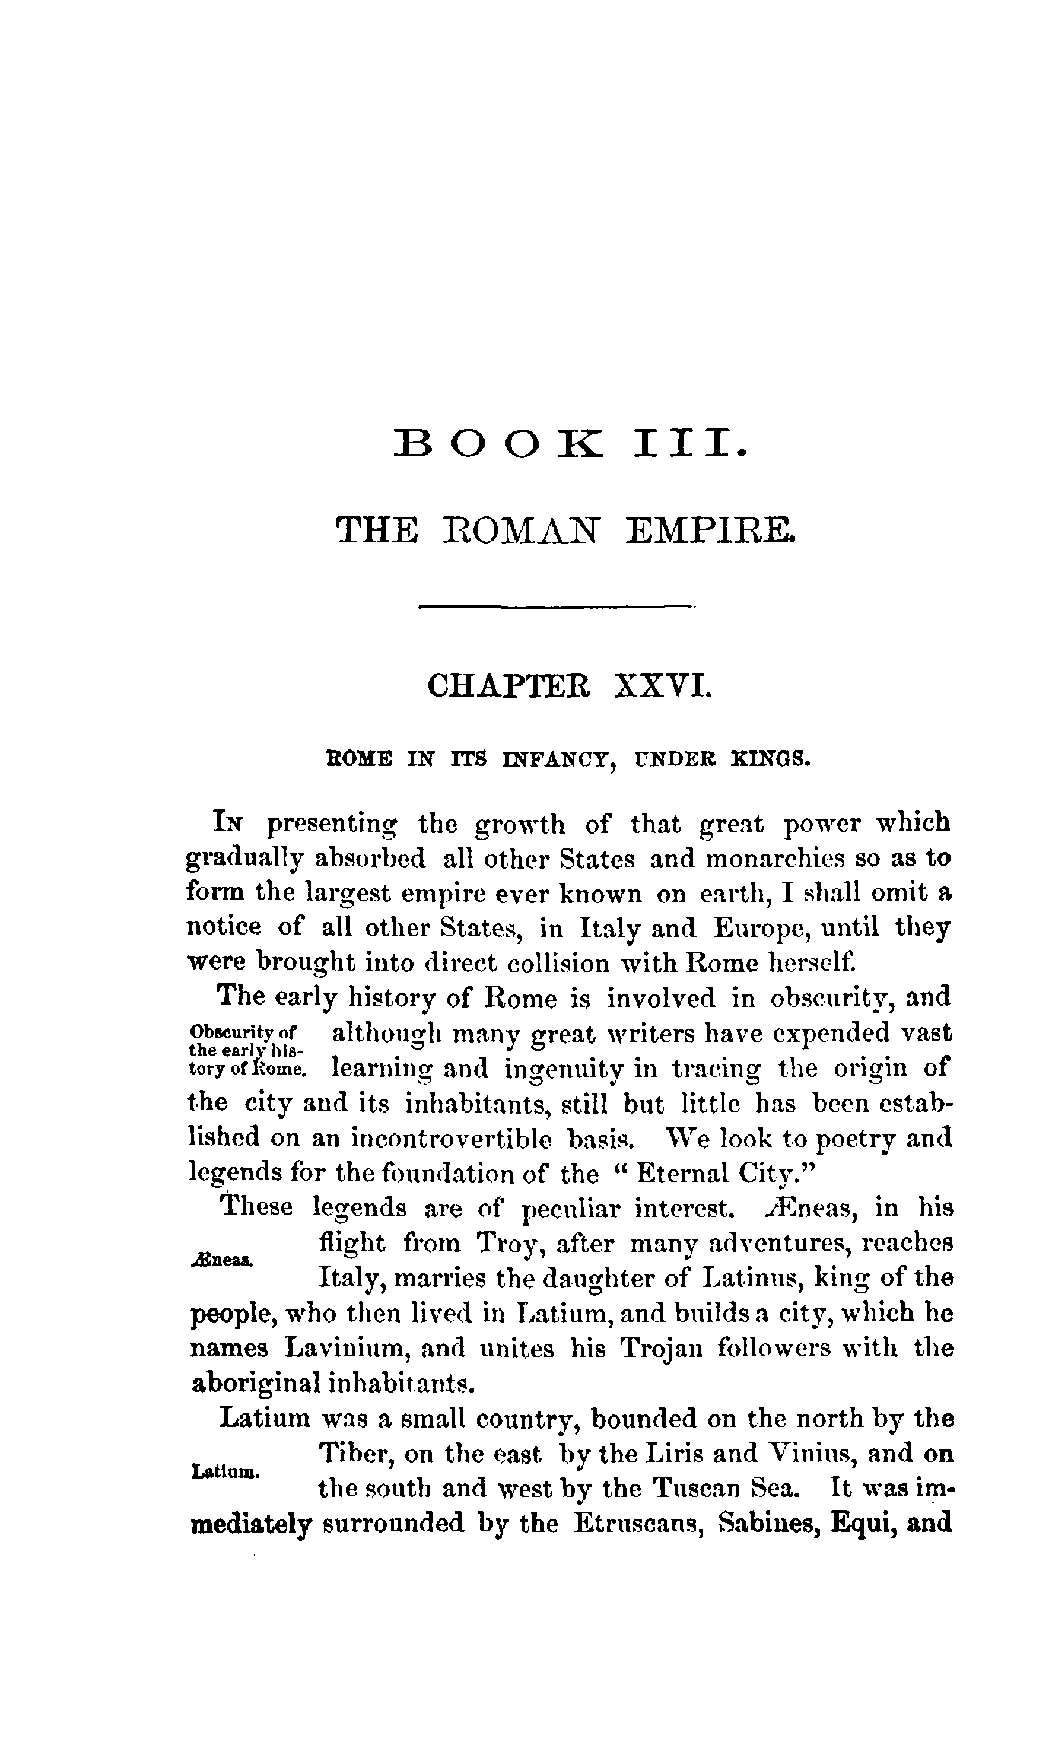 BOOK III.
THE ROMAN EMPIRE.
CHAPTER XXVI.
ROME IN ITS INFANCY, UNDER KINGS.
IN presenting the growth of that great power which
gradually absorbed all other States and monarchies so as to
form the largest empire ever known on earth, I shall omit a
notice of all other States, in Italy and Europe, until they
were brought into direct collision with Rome herself.
The early history of Rome is involved in obscurity, and
Obscurity of
the early his-
tory of Rome.
although many great writers have expended vast
learning and ingenuity in tracing the origin of
the city and its inhabitants, still but little has been estab-
lished on an incontrovertible basis. We look to poetry and
legends for the foundation of the " Eternal City."
These legends are of peculiar interest. Æneas, in his
Æneas.
flight from Troy, after many adventures, reaches
Italy, marries the daughter of Latinus, king of the
people, who then lived in Latium, and builds a city, which he
names Lavinium, and unites his Trojan followers with the
aboriginal inhabitants.
Latium was a small country, bounded on the north by the
Latium.
Tiber, on the east by the Liris and Vinius, and on
the south and west by the Tuscan Sea. It was im-
mediately surrounded by the Etruscans, Sabines, Equi, and